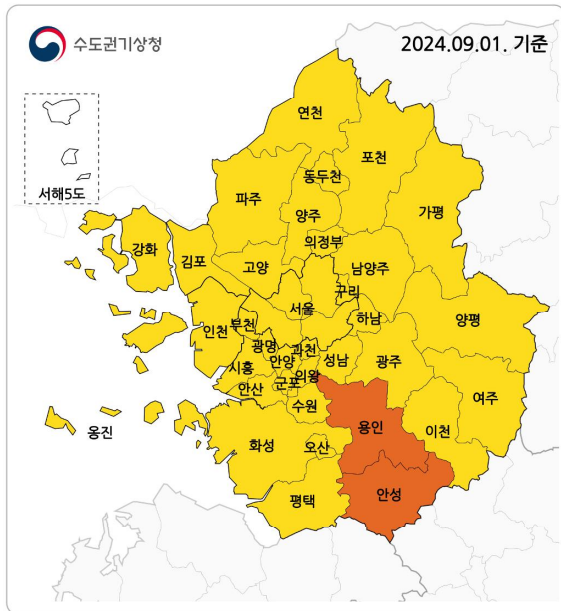 수도권기상청
2024.09.01. 기준
서해5도
연천
포천
동두천
파주
양주
가평
의정부
강화
김포
고양
남양주
구리
서울
하남
양평
인천
부천
광명
과천
안양
성남
광주
시흥
의왕
안산
군포
수원
여주
이천
용인
옹진
화성
오산
평택
안성